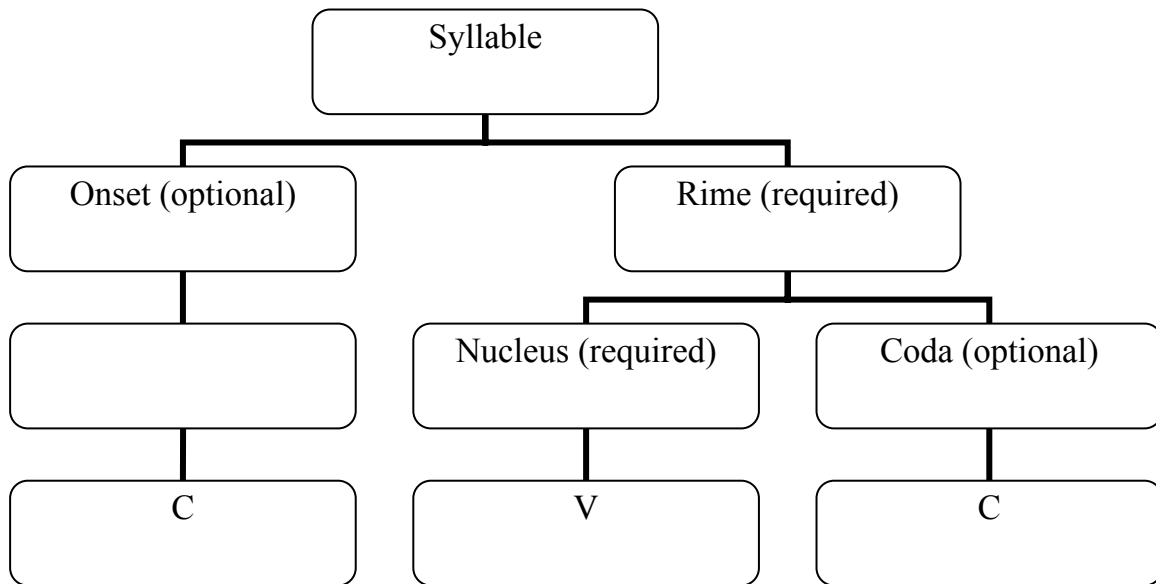 Syllable
Onset (optional)
Rime (required)
Nucleus (required)
Coda (optional)
C
V
C